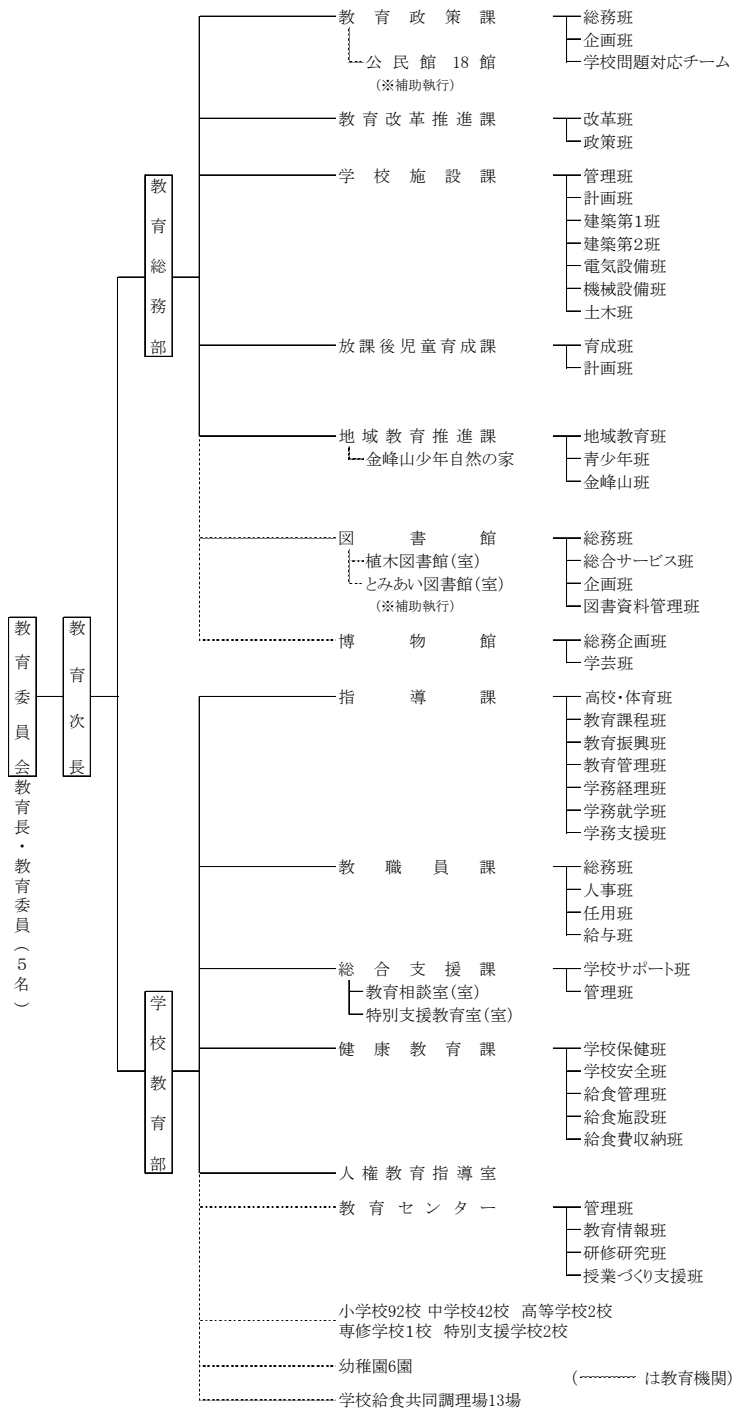 教育委員会
教育長・教育委員(5名)
教育次長
教育総務部
教育政策課
総務班
企画班
学校問題対応チーム
公民館 18館
(※補助執行)
教育改革推進課
改革班
政策班
学校施設課
管理班
計画班
建築第1班
建築第2班
電気設備班
機械設備班
土木班
放課後児童育成課
育成班
計画班
地域教育推進課
金峰山少年自然の家
地域教育班
青少年班
金峰山班
図書館
植木図書館(室)
とみあい図書館(室)
(※補助執行)
総務班
総合サービス班
企画班
図書資料管理班
博物館
総務企画班
学芸班
学校教育部
指導課
高校・体育班
教育課程班
教育振興班
教育管理班
学務経理班
学務就学班
学務支援班
教職員課
総務班
人事班
任用班
給与班
総合支援課
教育相談室(室)
特別支援教育室(室)
学校サポート班
管理班
健康教育課
学校保健班
学校安全班
給食管理班
給食施設班
給食費収納班
人権教育指導室
教育センター
管理班
教育情報班
研修研究班
授業づくり支援班
小学校92校 中学校42校 高等学校2校
専修学校1校 特別支援学校2校
幼稚園6園
学校給食共同調理場13場
( は教育機関)